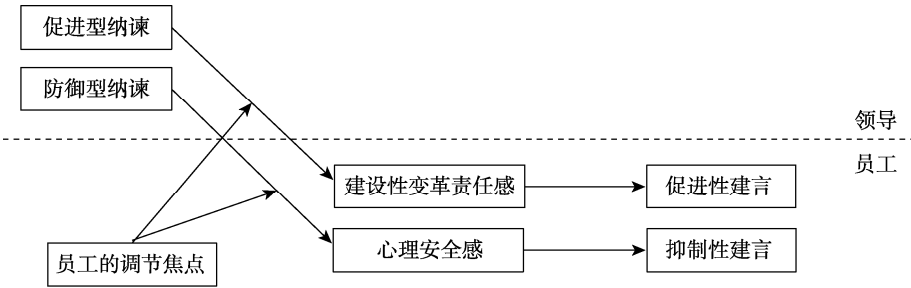 促进型纳谏
防御型纳谏
领导
员工
建设性变革责任感
促进性建言
员工的调节焦点
心理安全感
抑制性建言